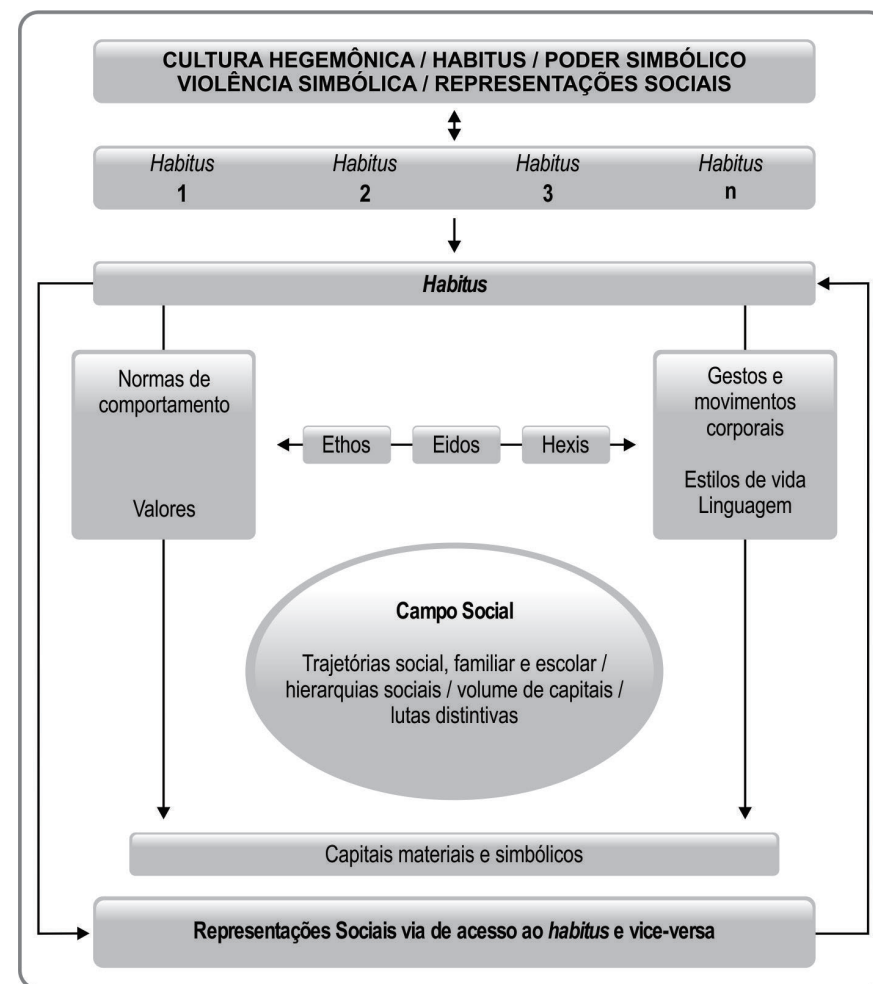 CULTURA HEGEMÔNICA / HABITUS / PODER SIMBÓLICO
VIOLÊNCIA SIMBÓLICA / REPRESENTAÇÕES SOCIAIS
Habitus Habitus Habitus Habitus
1 2 3 n
Habitus
Normas de
comportamento
Valores
Ethos Eidos Hexis
Gestos e
movimentos
corporais
Estilos de vida
Linguagem
Campo Social
Trajetórias social, familiar e escolar /
hierarquias sociais / volume de capitais /
lutas distintivas
Capitais materiais e simbólicos
Representações Sociais via de acesso ao habitus e vice-versa